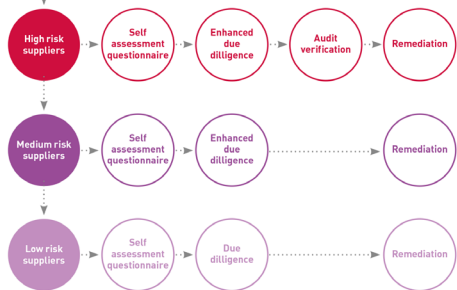 High risk
suppliers
Self
assessment
questionnaire
Enhanced
due
dilligence
Audit
verification
Remediation
Medium risk
suppliers
Self
assessment
questionnaire
Enhanced
due
dilligence
Remediation
Low risk
suppliers
Self
assessment
questionnaire
Due
dilligence
Remediation